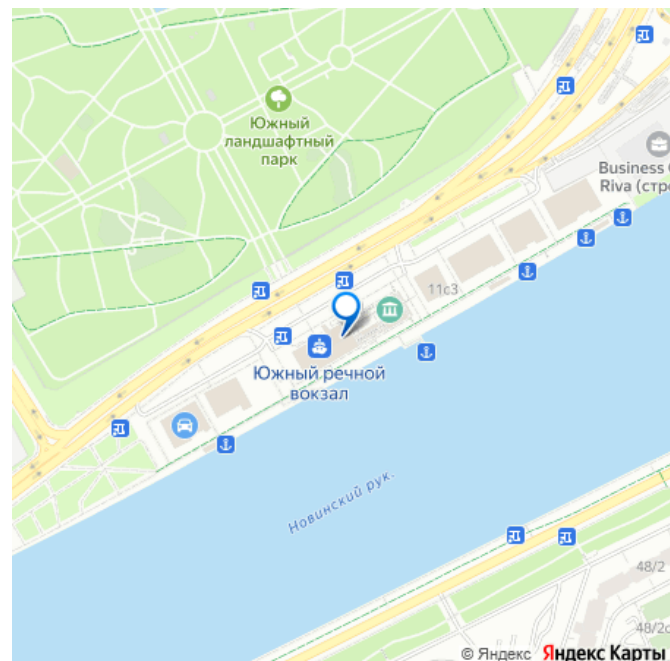 Южный
ландшафтный
парк
Business C
Riva (стро
11с3
Южный речной
вокзал
Новинский рук.
48/2
48/2с
© Яндекс Яндекс Карты